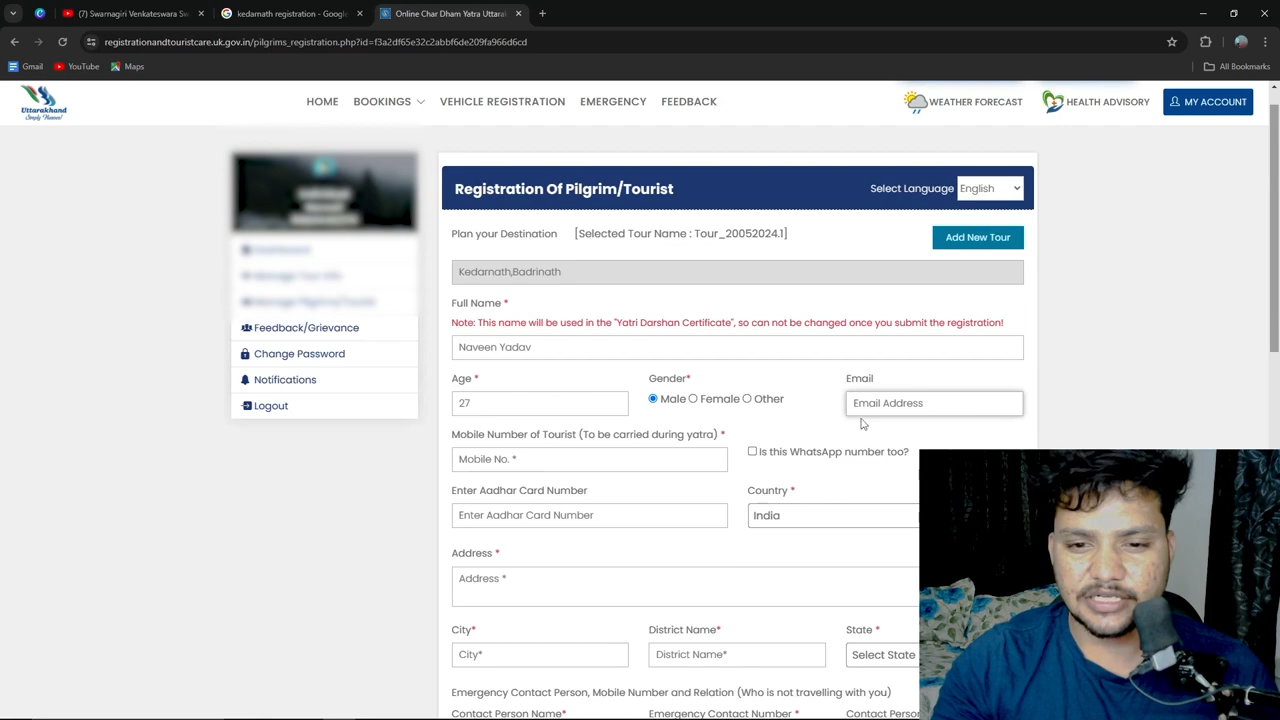 (7) Swarnagiri Venkateswara Sw
kedarnath registration - Google
Online Char Dham Yatra Uttarak
registrationandtouristcare.uk.gov.in/pilgrims_registration.php?id=f3a2df65e32c2abbf6de209fa966d6cd
Gmail
YouTube
Maps
All Bookmarks
Uttarakhand
Simply Heaven!
HOME
BOOKINGS
VEHICLE REGISTRATION
EMERGENCY
FEEDBACK
WEATHER FORECAST
HEALTH ADVISORY
MY ACCOUNT
Feedback/Grievance
Change Password
Notifications
Logout
Registration Of Pilgrim/Tourist
Select Language
English
Plan your Destination
[Selected Tour Name : Tour_20052024.1]
Add New Tour
Kedarnath,Badrinath
Full Name *
Note: This name will be used in the "Yatri Darshan Certificate", so can not be changed once you submit the registration!
Naveen Yadav
Age *
Gender*
Email
27
Male
Female
Other
Email Address
Mobile Number of Tourist (To be carried during yatra) *
Mobile No. *
Is this WhatsApp number too?
Enter Aadhar Card Number
Country *
Enter Aadhar Card Number
India
Address *
Address *
City*
District Name*
State *
City*
District Name*
Select State
Emergency Contact Person, Mobile Number and Relation (Who is not travelling with you)
Contact Person Name*
Emergency Contact Number *
Contact Person